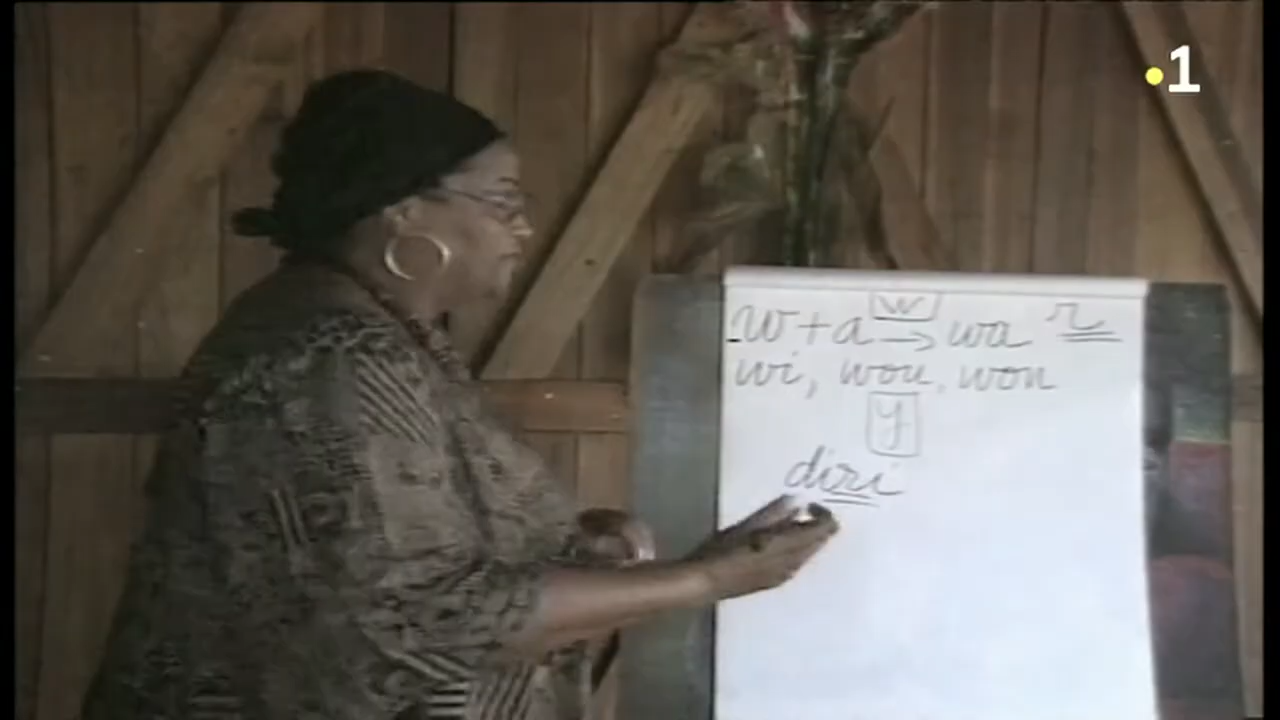 1
w
w + a → wa r
wi, wou, won
y
diri